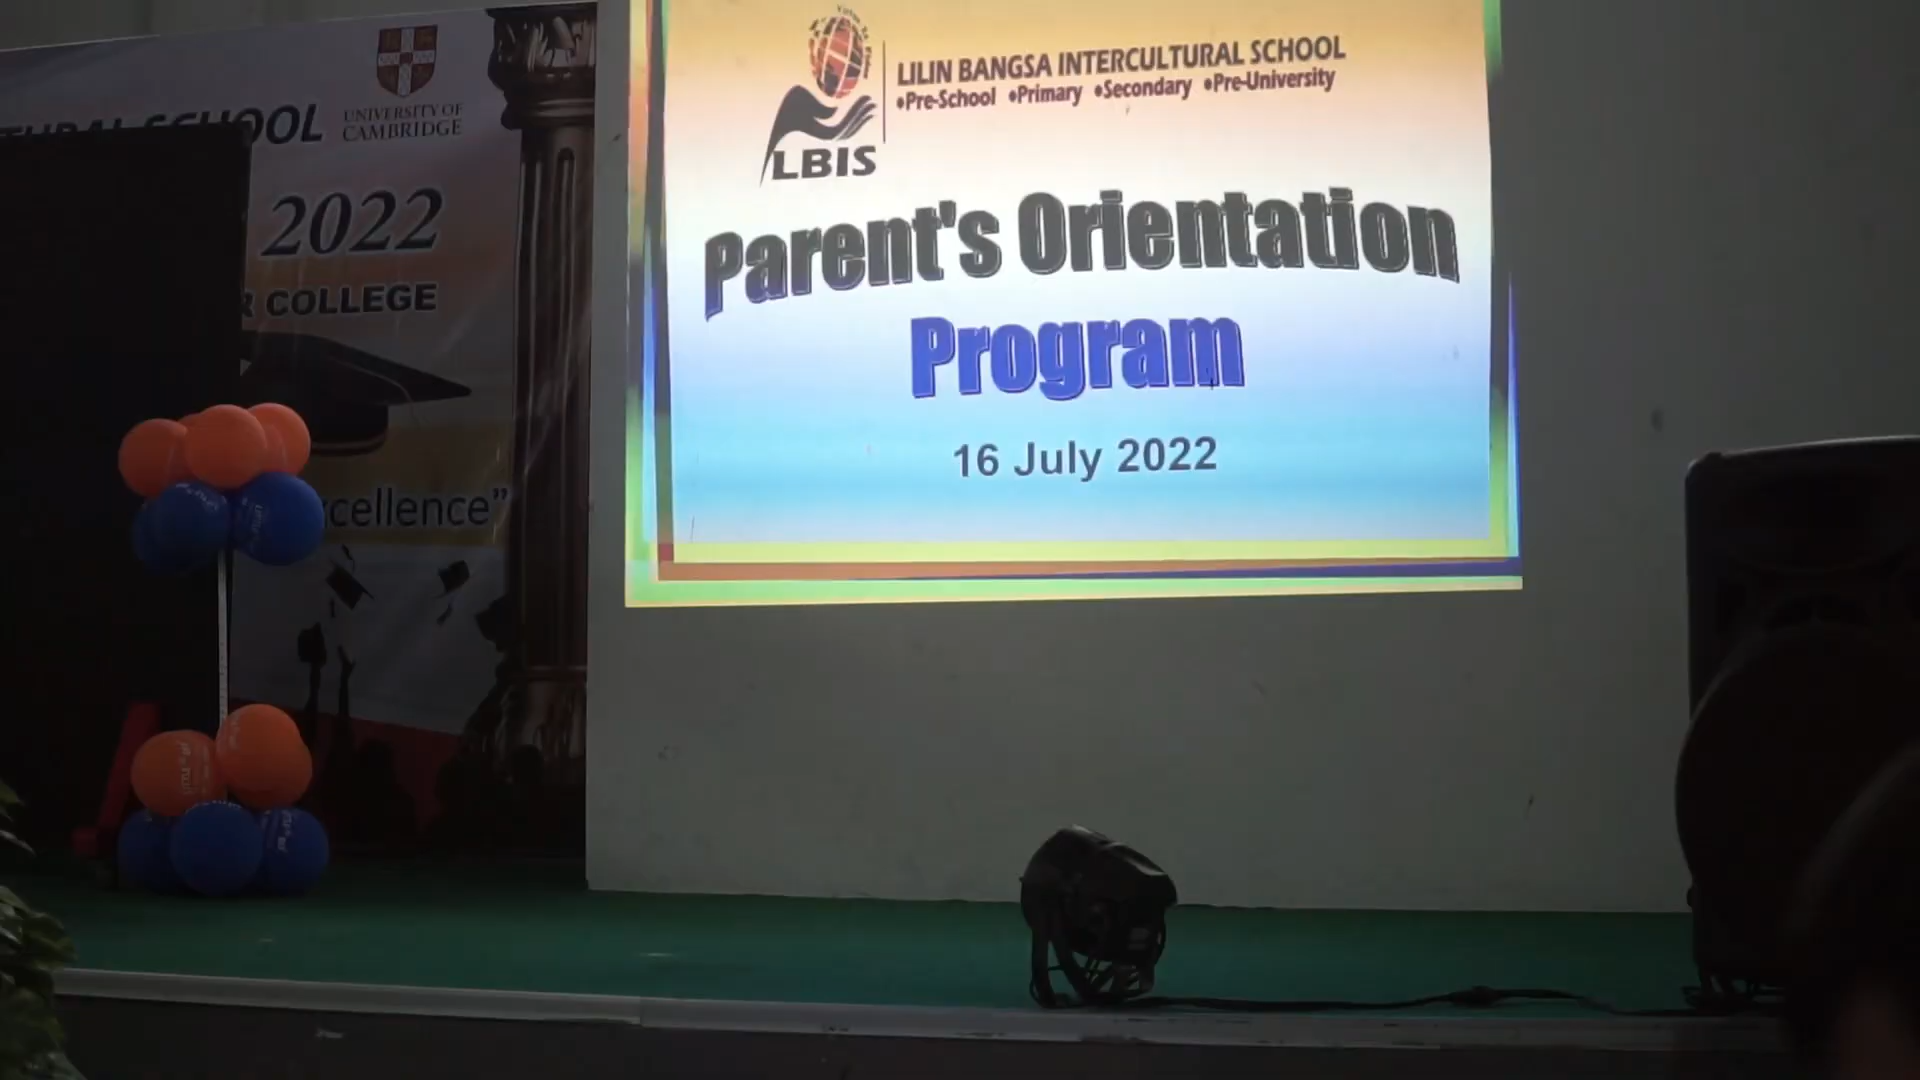 LILIN BANGSA INTERCULTURAL SCHOOL
•Pre-School •Primary •Secondary •Pre-University
LBIS
Parent's Orientation
Program
16 July 2022
SCHOOL
UNIVERSITY OF
CAMBRIDGE
2022
COLLEGE